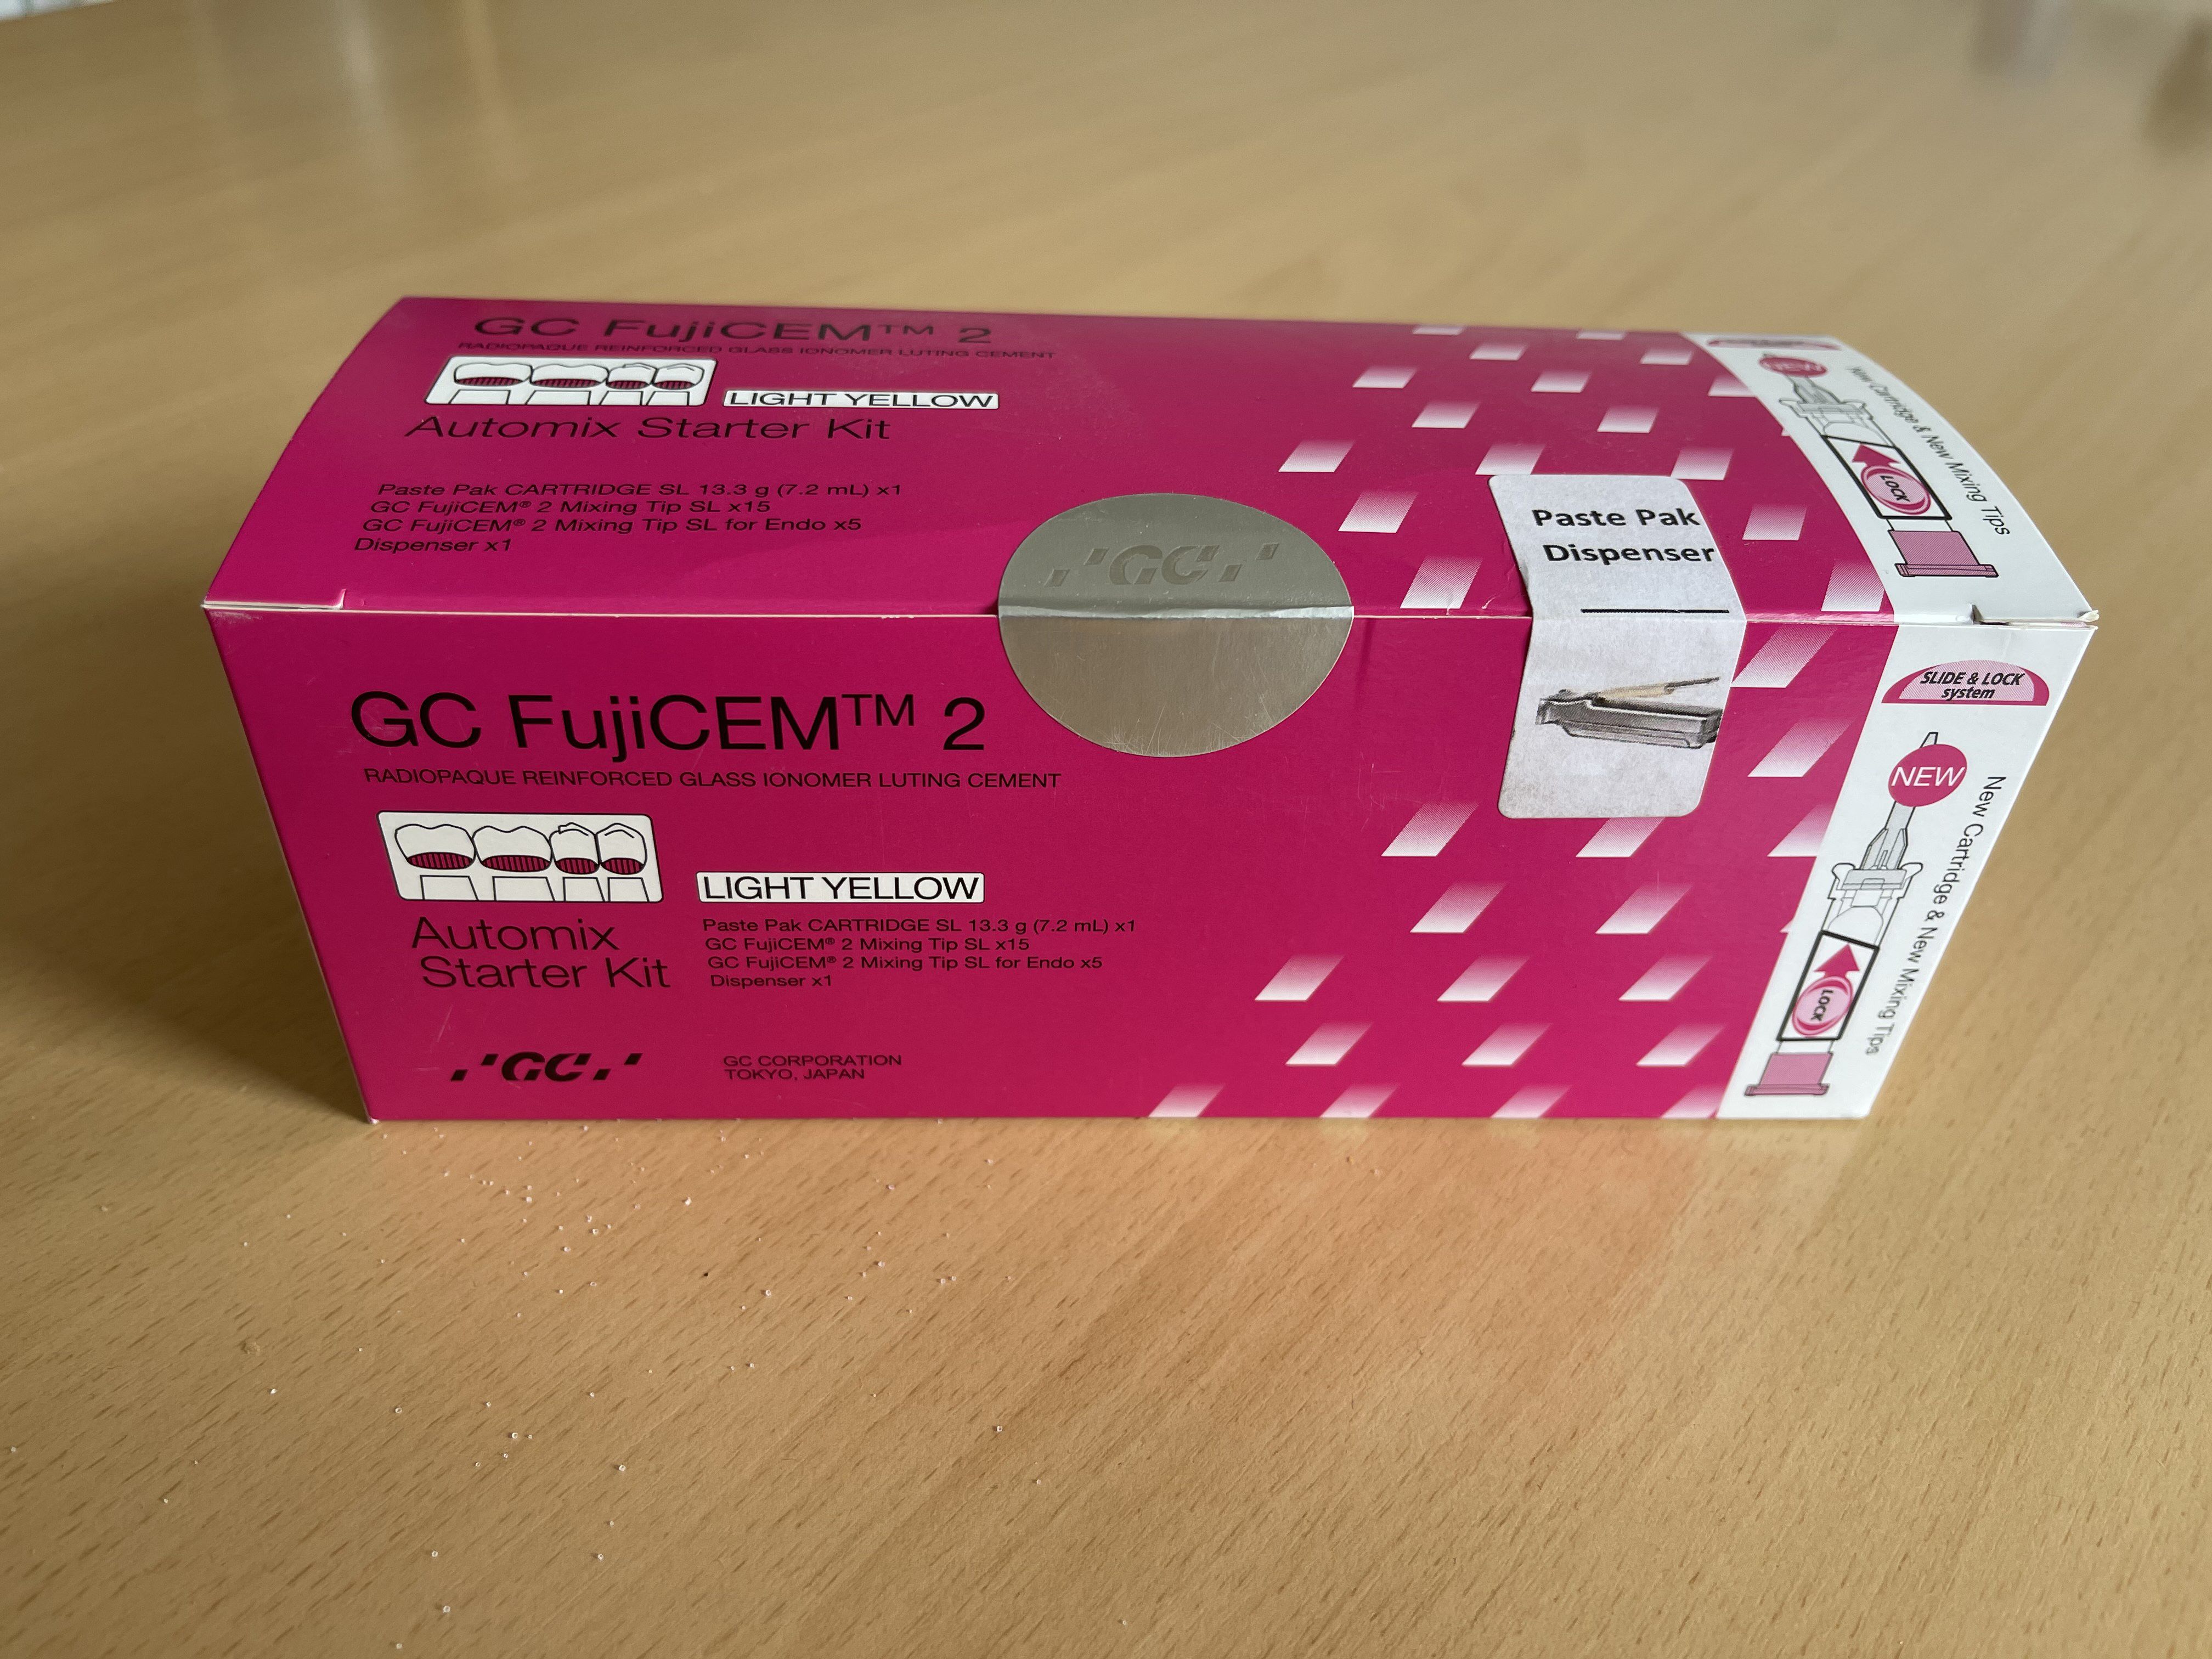 GC FujiCEM™ 2
RADIOPAQUE REINFORCED GLASS IONOMER LUTING CEMENT
LIGHT YELLOW
Automix Starter Kit
Paste Pak CARTRIDGE SL 13.3 g (7.2 mL) x1
GC FujiCEM® 2 Mixing Tip SL x15
GC FujiCEM® 2 Mixing Tip SL for Endo x5
Dispenser x1
GC
Paste Pak
Dispenser
NEW
New Cartridge & New Mixing Tips
LOCK
GC FujiCEM™ 2
RADIOPAQUE REINFORCED GLASS IONOMER LUTING CEMENT
LIGHT YELLOW
Automix
Starter Kit
Paste Pak CARTRIDGE SL 13.3 g (7.2 mL) x1
GC FujiCEM® 2 Mixing Tip SL x15
GC FujiCEM® 2 Mixing Tip SL for Endo x5
Dispenser x1
GC
GC CORPORATION
TOKYO, JAPAN
SLIDE & LOCK
system
NEW
New Cartridge & New Mixing Tips
LOCK